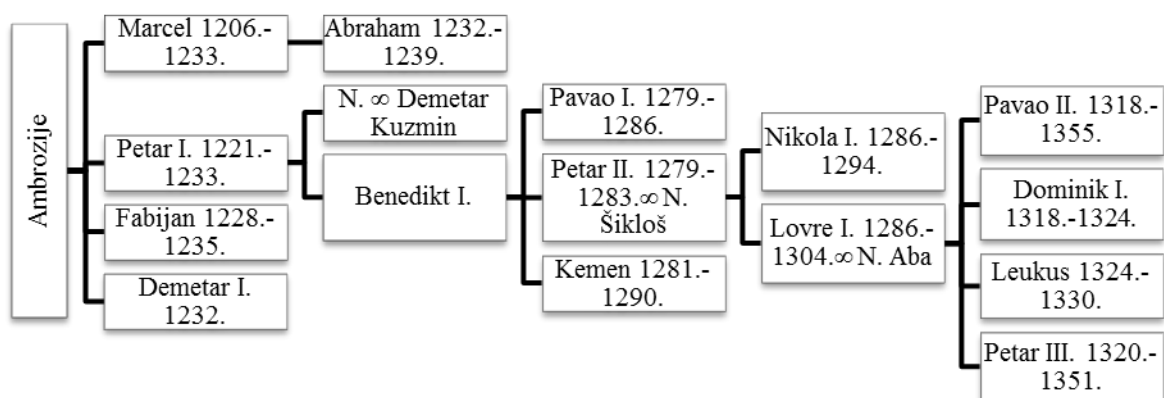 Ambrozije
Marcel 1206.-
1233.
Abraham 1232.-
1239.
Petar I. 1221.-
1233.
N. ∞ Demetar
Kuzmin
Benedikt I.
Fabijan 1228.-
1235.
Demetar I.
1232.
Pavao I. 1279.-
1286.
Petar II. 1279.-
1283.∞ N.
Šikloš
Kemen 1281.-
1290.
Nikola I. 1286.-
1294.
Lovre I. 1286.-
1304.∞ N. Aba
Pavao II. 1318.-
1355.
Dominik I.
1318.-1324.
Leukus 1324.-
1330.
Petar III. 1320.-
1351.